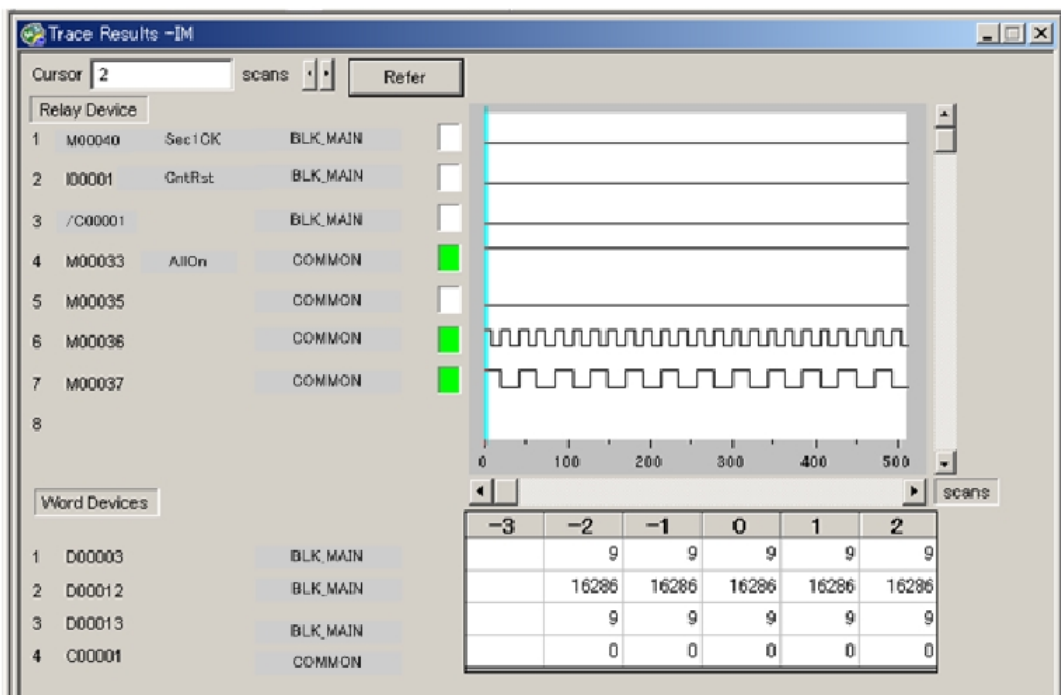 Trace Results -IM
Cursor 2 scans Refer
Relay Device
1 M00040 Sec1CK BLK_MAIN
2 I00001 CntRst BLK_MAIN
3 /C00001 BLK_MAIN
4 M00033 AllOn COMMON
5 M00035 COMMON
6 M00036 COMMON
7 M00037 COMMON
8
0 100 200 300 400 500
scans
Word Devices
-3 -2 -1 0 1 2
1 D00003 BLK_MAIN 9 9 9 9 9
2 D00012 BLK_MAIN 16286 16286 16286 16286 16286
3 D00013 BLK_MAIN 9 9 9 9 9
4 C00001 COMMON 0 0 0 0 0